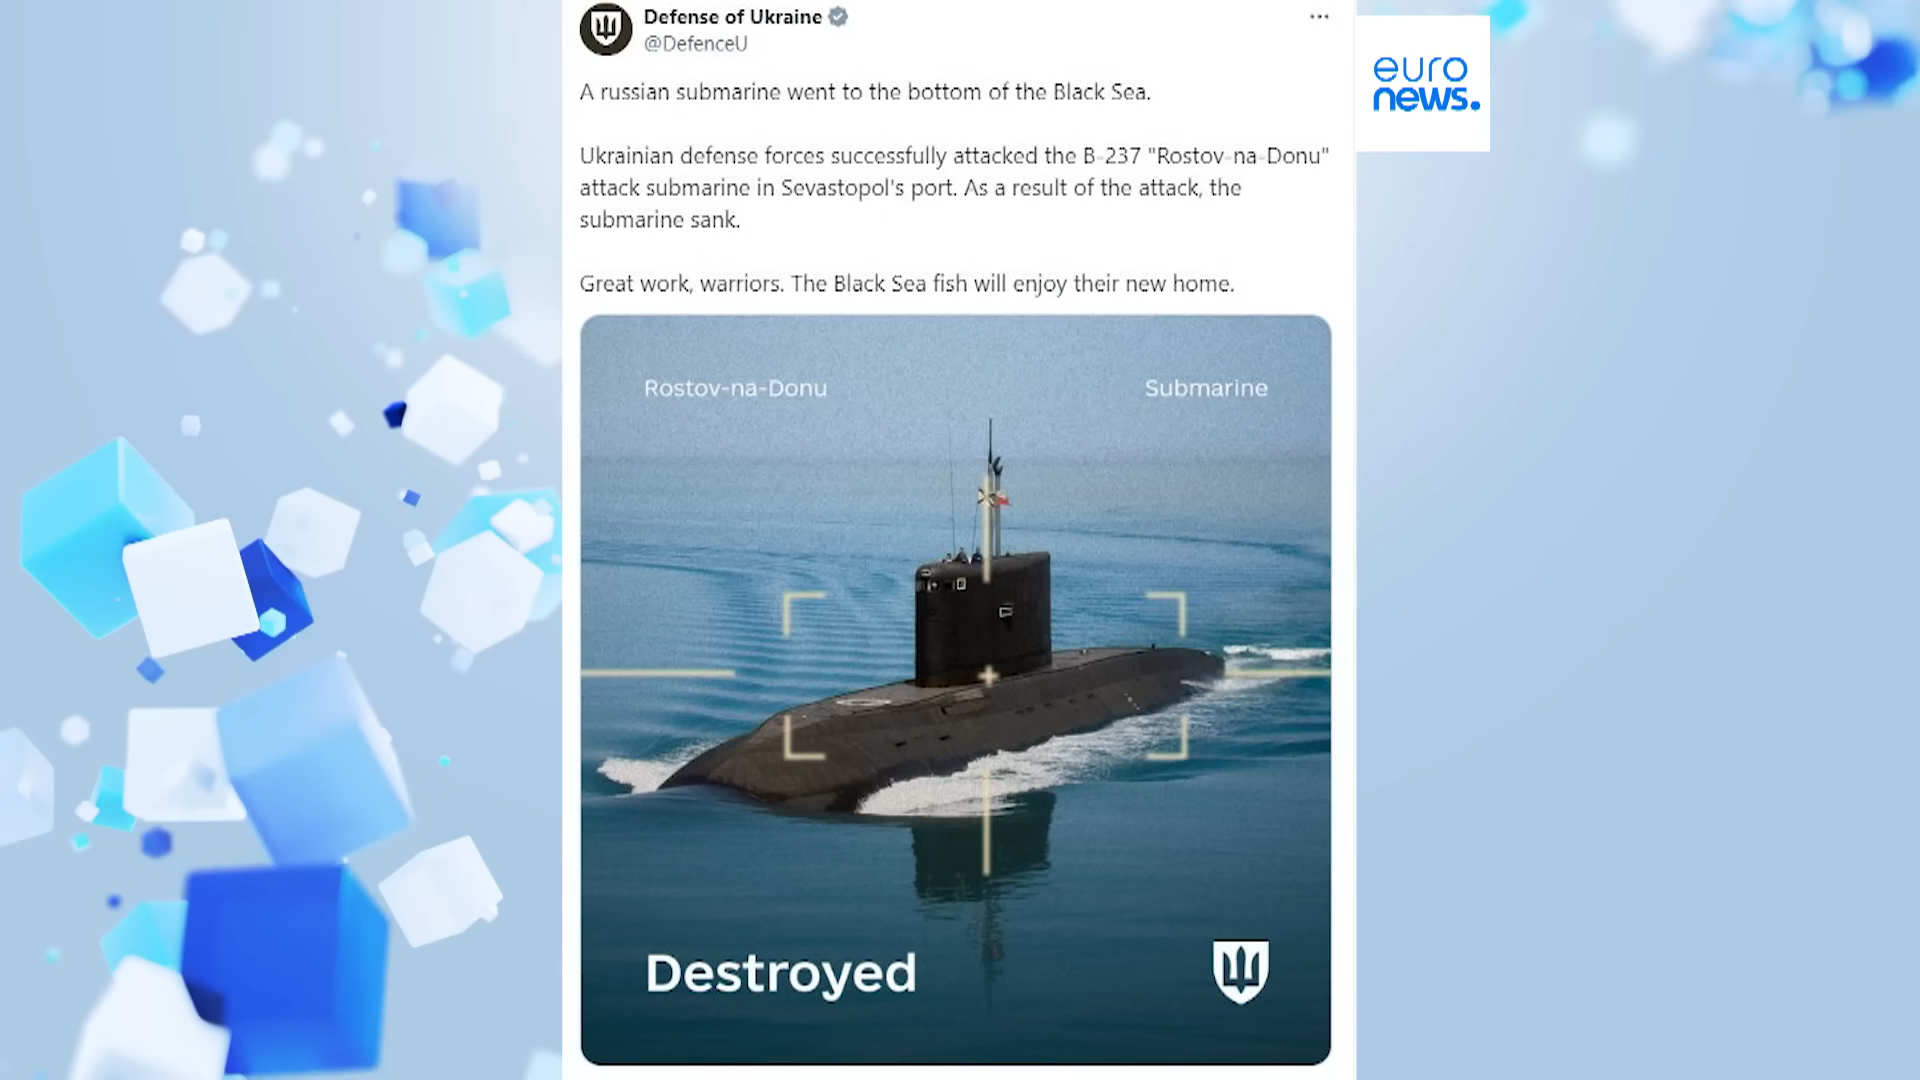 Defense of Ukraine
@DefenceU
A russian submarine went to the bottom of the Black Sea.
Ukrainian defense forces successfully attacked the B-237 "Rostov-na-Donu"
attack submarine in Sevastopol's port. As a result of the attack, the
submarine sank.
Great work, warriors. The Black Sea fish will enjoy their new home.
Rostov-na-Donu
Submarine
Destroyed
euro
news.